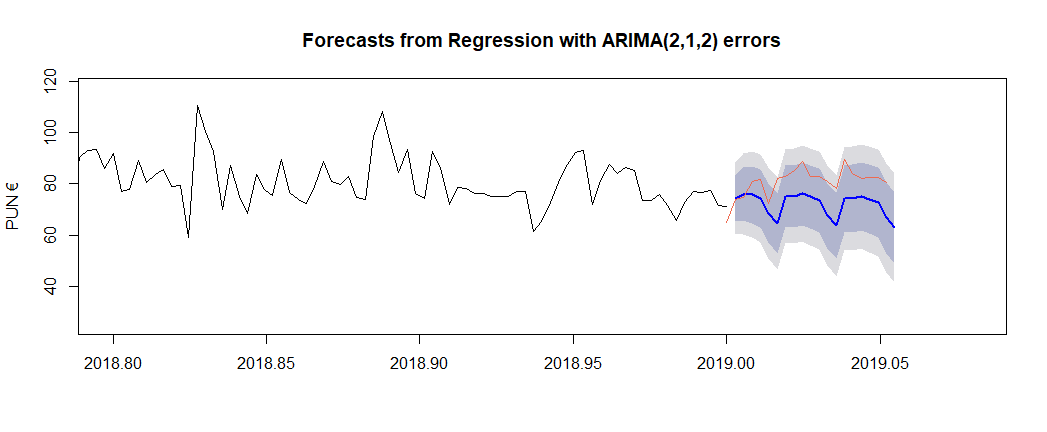 Forecasts from Regression with ARIMA(2,1,2) errors
120
100
80
60
40
PUN €
2018.80 2018.85 2018.90 2018.95 2019.00 2019.05